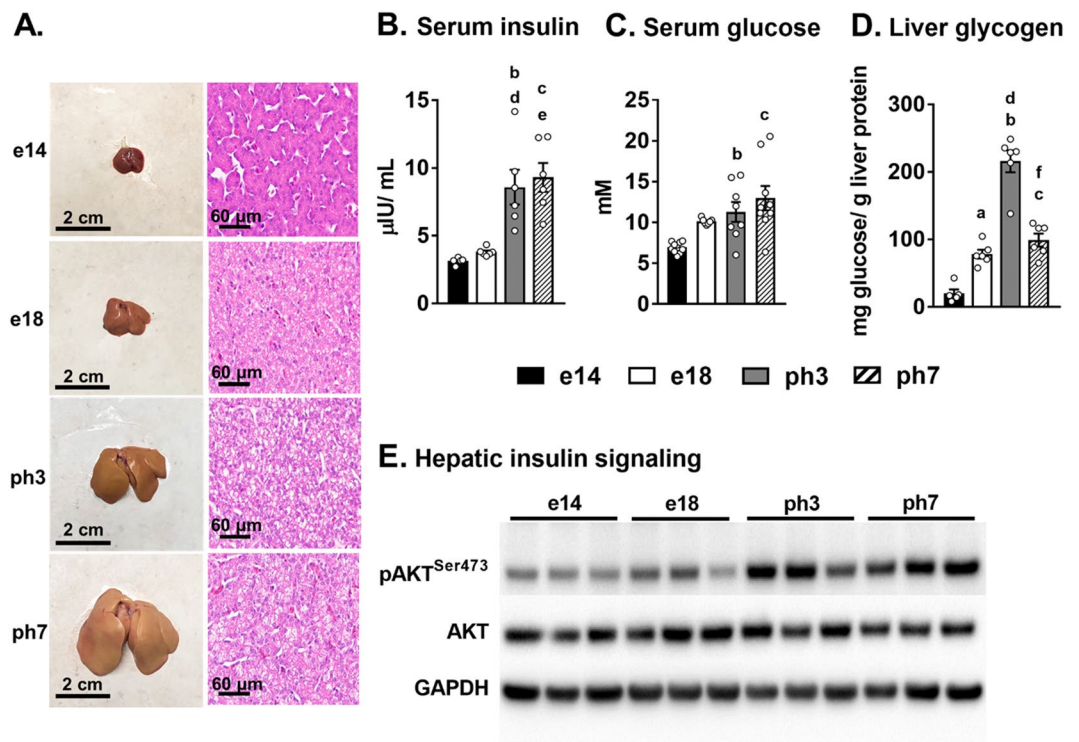 A.
e14
2 cm
60 μm
e18
2 cm
60 μm
ph3
2 cm
60 μm
ph7
2 cm
60 μm
B. Serum insulin
μIU/ mL
15
10
5
0
b
d
c
e
C. Serum glucose
mM
25
20
15
10
5
0
b
c
D. Liver glycogen
mg glucose/ g liver protein
300
200
100
0
a
d
b
f
c
e14 e18 ph3 ph7
E. Hepatic insulin signaling
e14 e18 ph3 ph7
pAKTSer473
AKT
GAPDH